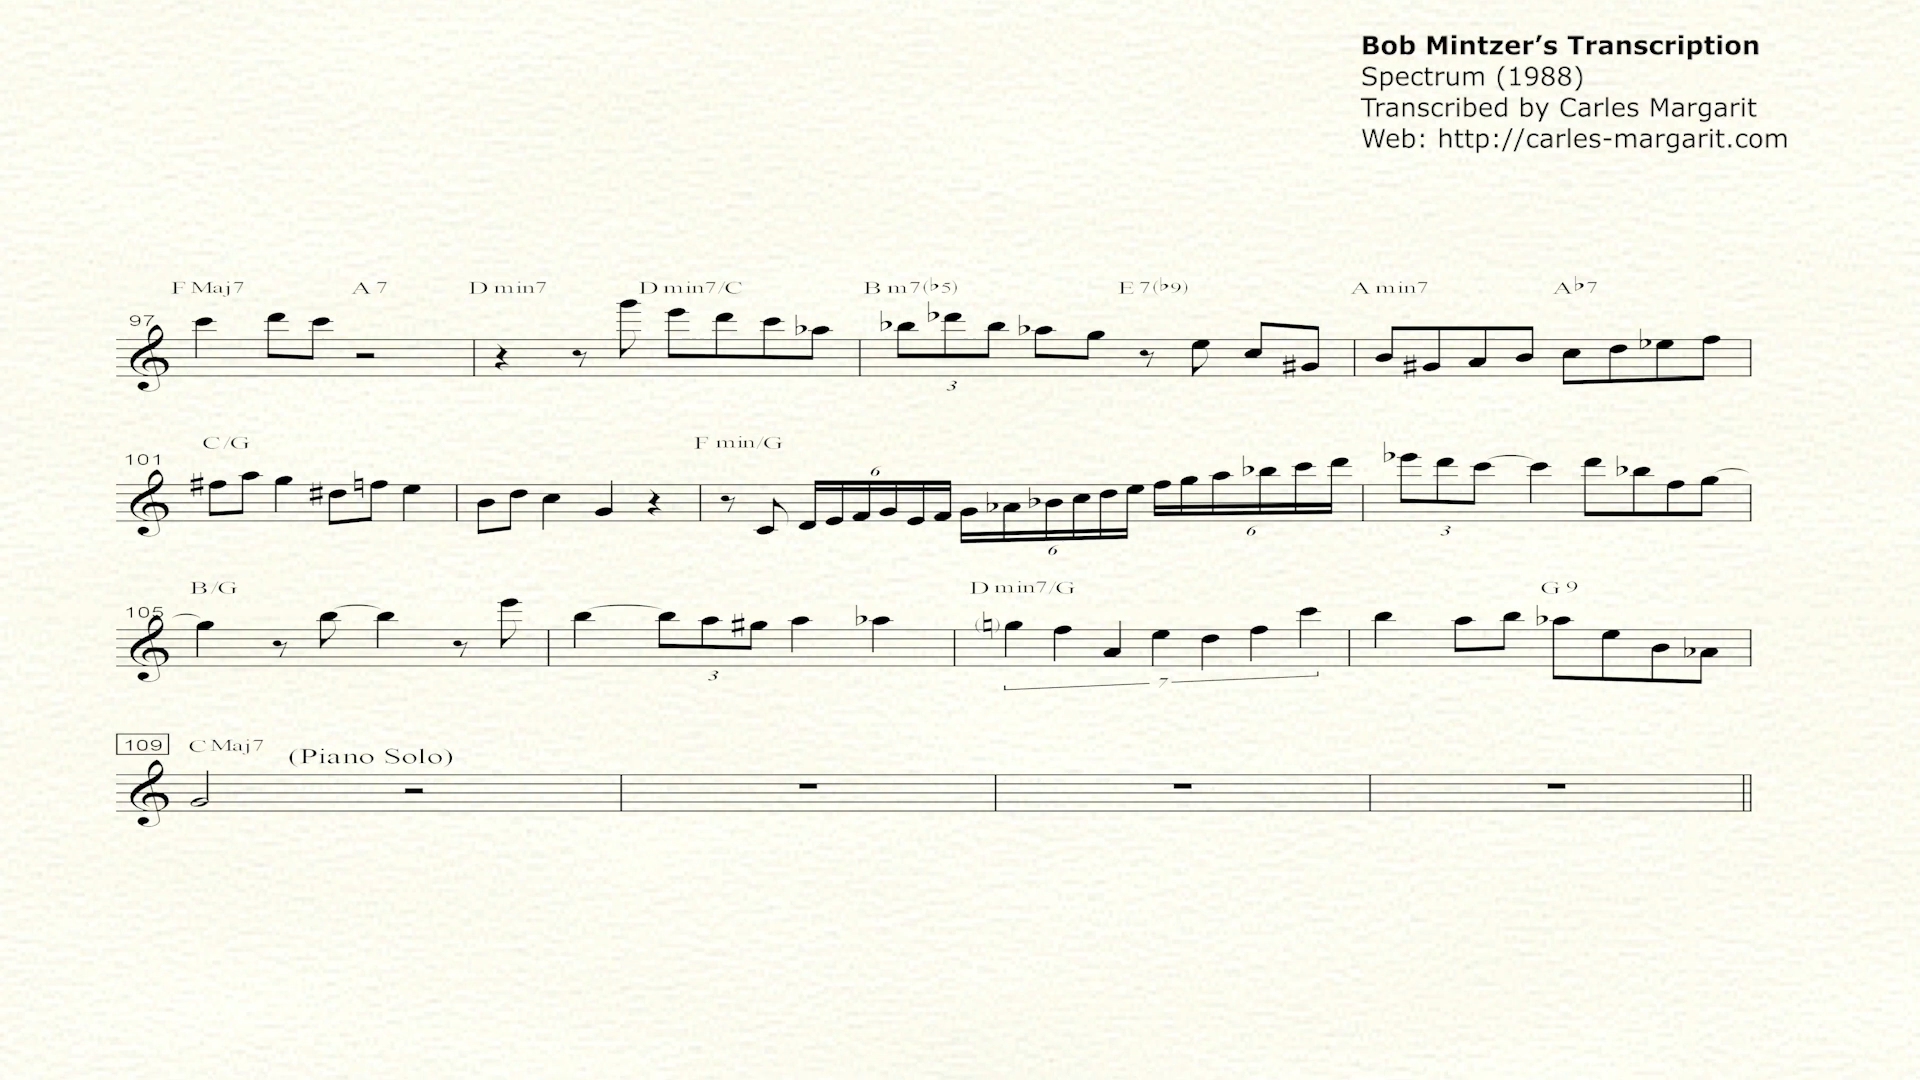 Bob Mintzer's Transcription
Spectrum (1988)
Transcribed by Carles Margarit
Web: http://carles-margarit.com
F Maj7 A 7 D min7 D min7/C B m7(♭5) E 7(♭9) A min7 A♭7
97
3
C/G F min/G
101
6
6
6
3
B/G D min7/G G 9
105
3
7
109 C Maj7 (Piano Solo)